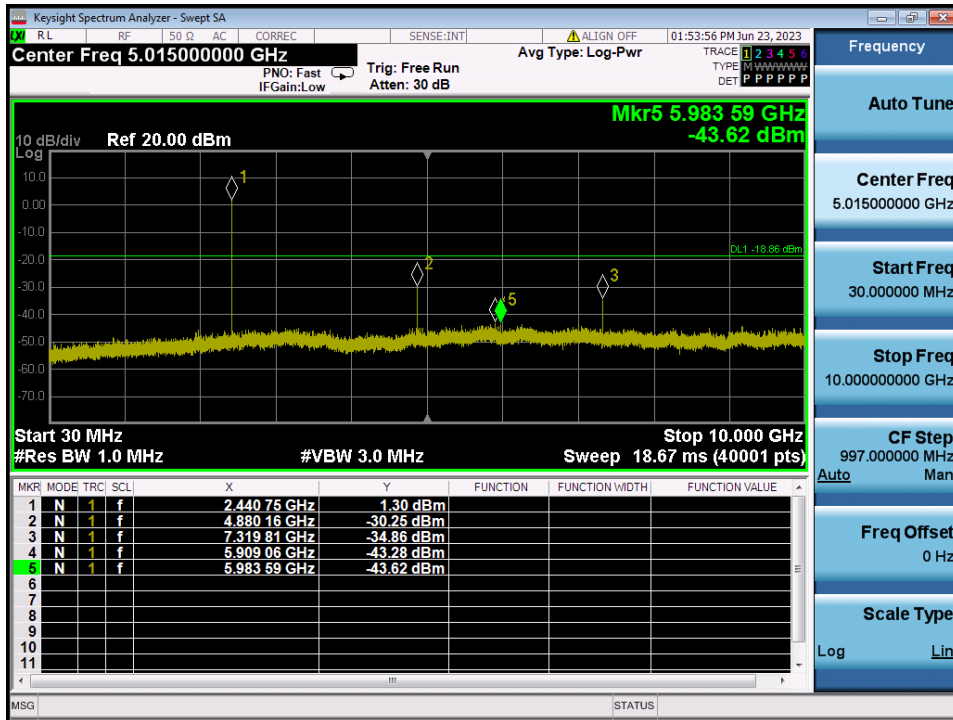 Keysight Spectrum Analyzer - Swept SA
LXI RL RF 50 Ω AC CORREC SENSE:INT ALIGN OFF 01:53:56 PM Jun 23, 2023
Center Freq 5.015000000 GHz
PNO: Fast
IFGain:Low
Trig: Free Run
Atten: 30 dB
Avg Type: Log-Pwr
TRACE 1 2 3 4 5 6
TYPE M W W W W W
DET P P P P P P
Mkr5 5.983 59 GHz
-43.62 dBm
10 dB/div Ref 20.00 dBm
Log
10.0
0.00
-10.0
-20.0
-30.0
-40.0
-50.0
-60.0
-70.0
1
2
3
5
DL1 -18.86 dBm
Start 30 MHz Stop 10.000 GHz
#Res BW 1.0 MHz #VBW 3.0 MHz Sweep 18.67 ms (40001 pts)
MKR MODE TRC SCL X Y FUNCTION FUNCTION WIDTH FUNCTION VALUE
1 N 1 f 2.440 75 GHz 1.30 dBm
2 N 1 f 4.880 16 GHz -30.25 dBm
3 N 1 f 7.319 81 GHz -34.86 dBm
4 N 1 f 5.909 06 GHz -43.28 dBm
5 N 1 f 5.983 59 GHz -43.62 dBm
6
7
8
9
10
11
MSG STATUS
Frequency
Auto Tune
Center Freq
5.015000000 GHz
Start Freq
30.000000 MHz
Stop Freq
10.000000000 GHz
CF Step
997.000000 MHz
Auto Man
Freq Offset
0 Hz
Scale Type
Log Lin